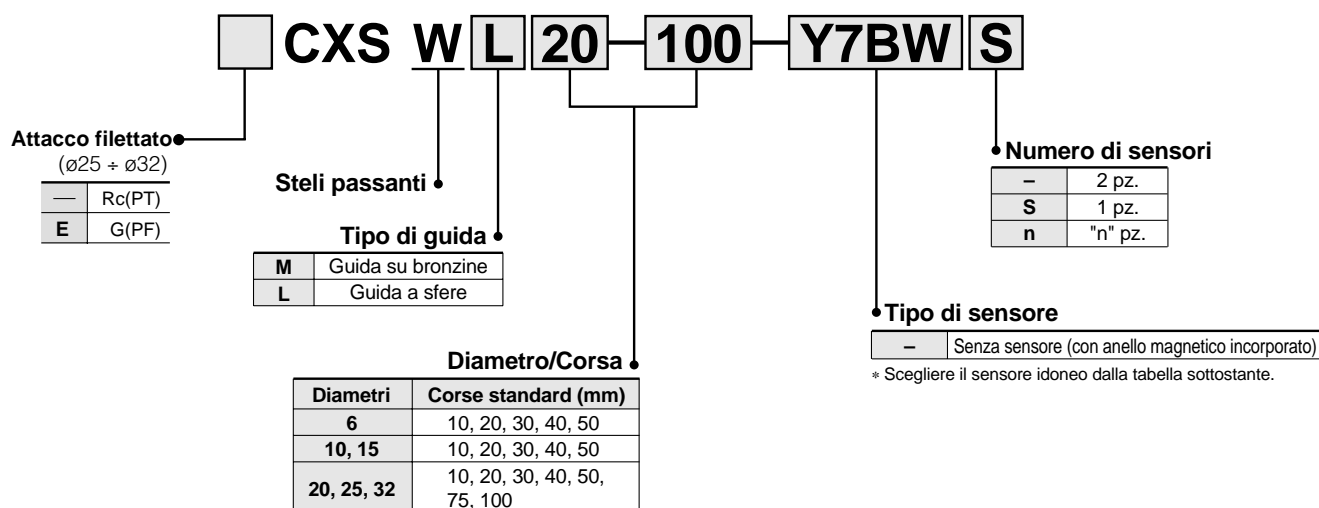 CXS W L 20 100 Y7BW S
Attacco filettato
(ø25 ÷ ø32)
— Rc(PT)
E G(PF)
Steli passanti
Tipo di guida
M Guida su bronzine
L Guida a sfere
Diametro/Corsa
Diametri Corse standard (mm)
6 10, 20, 30, 40, 50
10, 15 10, 20, 30, 40, 50
20, 25, 32 10, 20, 30, 40, 50,
75, 100
Numero di sensori
– 2 pz.
S 1 pz.
n "n" pz.
Tipo di sensore
– Senza sensore (con anello magnetico incorporato)
∗ Scegliere il sensore idoneo dalla tabella sottostante.